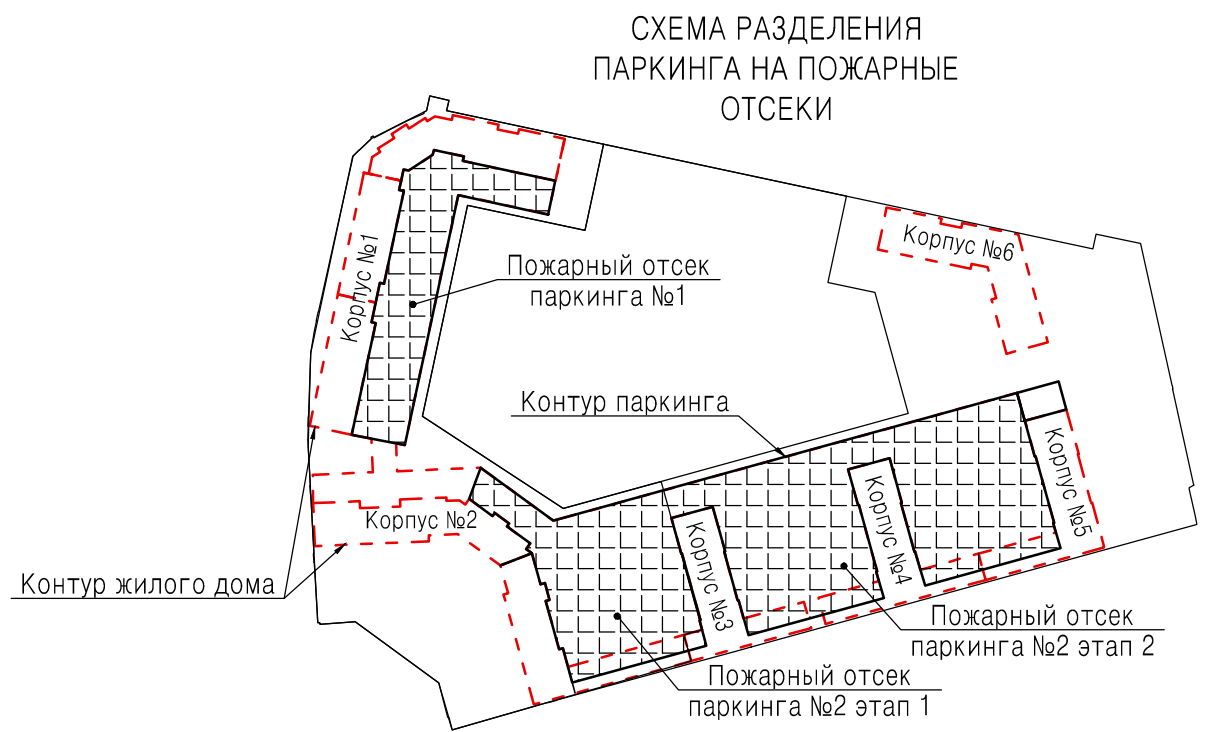 СХЕМА РАЗДЕЛЕНИЯ
ПАРКИНГА НА ПОЖАРНЫЕ
ОТСЕКИ
Корпус №6
Корпус №1
Пожарный отсек
паркинга №1
Контур паркинга
Корпус №2
Корпус №5
Корпус №4
Корпус №3
Контур жилого дома
Пожарный отсек
паркинга №2 этап 2
Пожарный отсек
паркинга №2 этап 1